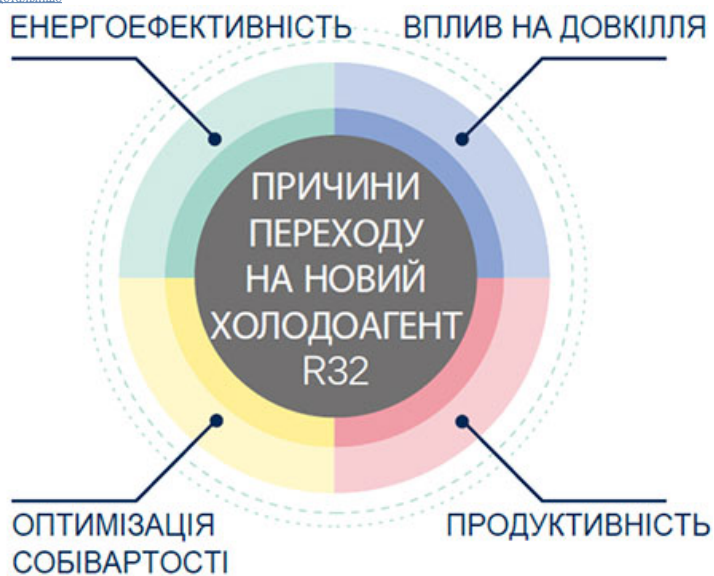 ЕНЕРГОЕФЕКТИВНІСТЬ
ВПЛИВ НА ДОВКІЛЛЯ
ПРИЧИНИ
ПЕРЕХОДУ
НА НОВИЙ
ХОЛОДОАГЕНТ
R32
ОПТИМІЗАЦІЯ
СОБІВАРТОСТІ
ПРОДУКТИВНІСТЬ